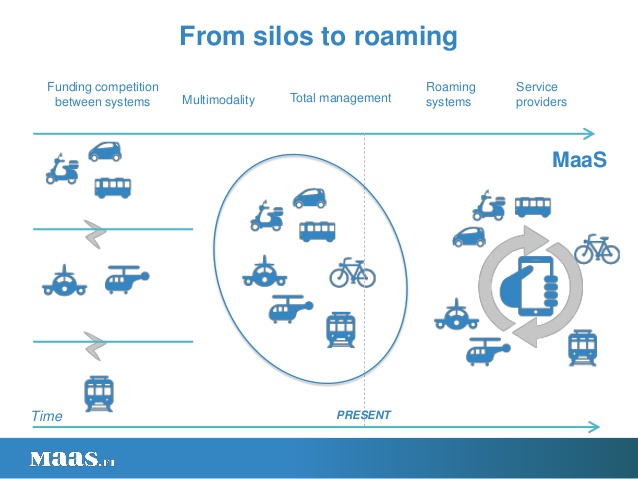 From silos to roaming
Funding competition
between systems
Multimodality
Total management
Roaming
systems
Service
providers
MaaS
Time
PRESENT
MaaS.FI